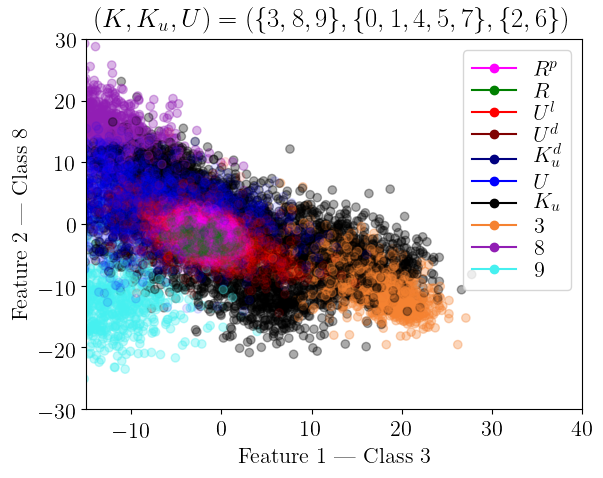 (K, K_u, U) = ({3, 8, 9}, {0, 1, 4, 5, 7}, {2, 6})
30
20
10
0
−10
−20
−30
Feature 2 — Class 8
R^p
R
U^l
U^d
K_u^d
U
K_u
3
8
9
−10
0
10
20
30
40
Feature 1 — Class 3